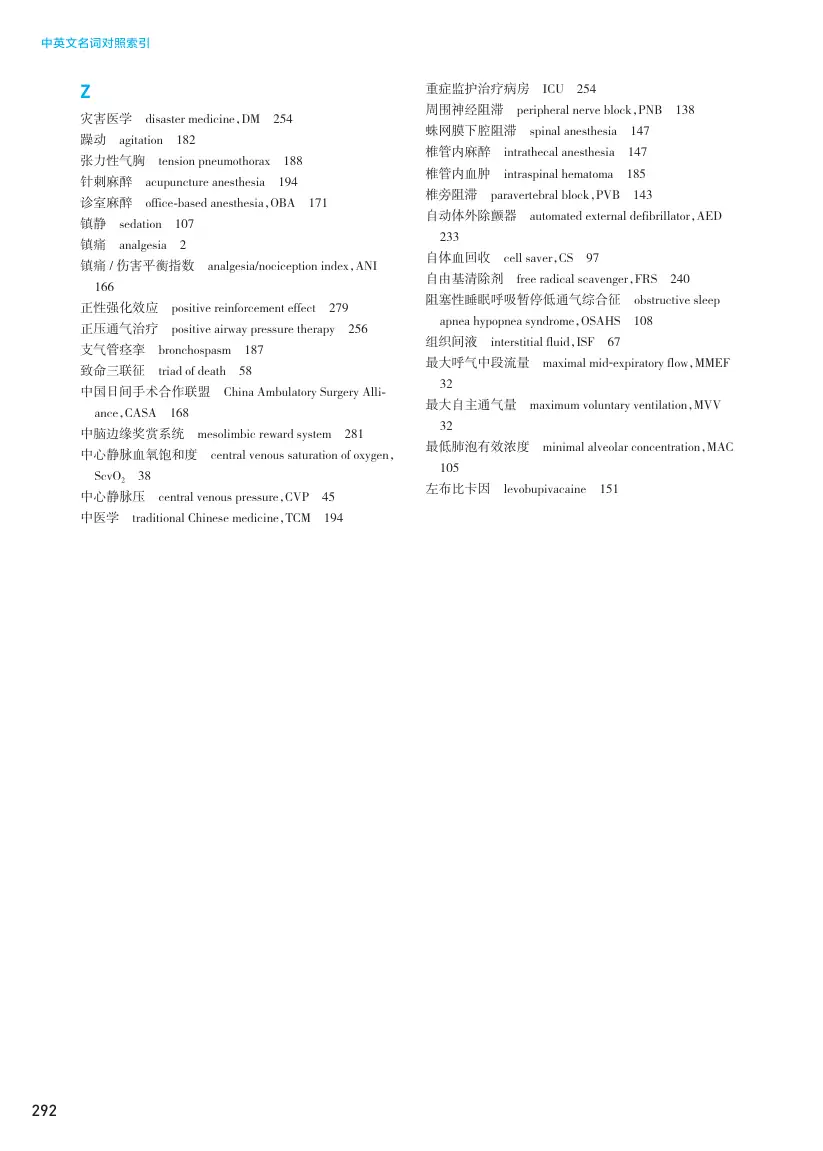 中英文名词对照索引
Z
灾害医学 disaster medicine,DM 254
躁动 agitation 182
张力性气胸 tension pneumothorax 188
针刺麻醉 acupuncture anesthesia 194
诊室麻醉 office-based anesthesia,OBA 171
镇静 sedation 107
镇痛 analgesia 2
镇痛 / 伤害平衡指数 analgesia/nociception index,ANI
166
正性强化效应 positive reinforcement effect 279
正压通气治疗 positive airway pressure therapy 256
支气管痉挛 bronchospasm 187
致命三联征 triad of death 58
中国日间手术合作联盟 China Ambulatory Surgery Alli-
ance,CASA 168
中脑边缘奖赏系统 mesolimbic reward system 281
中心静脉血氧饱和度 central venous saturation of oxygen,
ScvO₂ 38
中心静脉压 central venous pressure,CVP 45
中医学 traditional Chinese medicine,TCM 194
重症监护治疗病房 ICU 254
周围神经阻滞 peripheral nerve block,PNB 138
蛛网膜下腔阻滞 spinal anesthesia 147
椎管内麻醉 intrathecal anesthesia 147
椎管内血肿 intraspinal hematoma 185
椎旁阻滞 paravertebral block,PVB 143
自动体外除颤器 automated external defibrillator,AED
233
自体血回收 cell saver,CS 97
自由基清除剂 free radical scavenger,FRS 240
阻塞性睡眠呼吸暂停低通气综合征 obstructive sleep
apnea hypopnea syndrome,OSAHS 108
组织间液 interstitial fluid,ISF 67
最大呼气中段流量 maximal mid-expiratory flow,MMEF
32
最大自主通气量 maximum voluntary ventilation,MVV
32
最低肺泡有效浓度 minimal alveolar concentration,MAC
105
左布比卡因 levobupivacaine 151
292